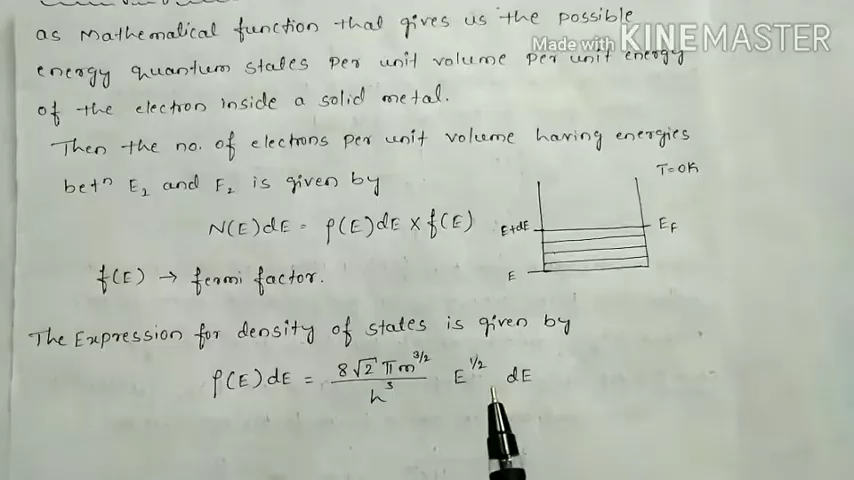 as Mathematical function that gives us the possible
Made with KINEMASTER
energy quantum states per unit volume per unit energy
of the electron inside a solid metal.
Then the no. of electrons per unit volume having energies
betn E2 and F2 is given by
T=0K
N(E)dE = ρ(E)dE × f(E)
E+dE
EF
E
f(E) → fermi factor.
The Expression for density of states is given by
ρ(E)dE = 8√2 π m^3/2 / h^3 E^1/2 dE